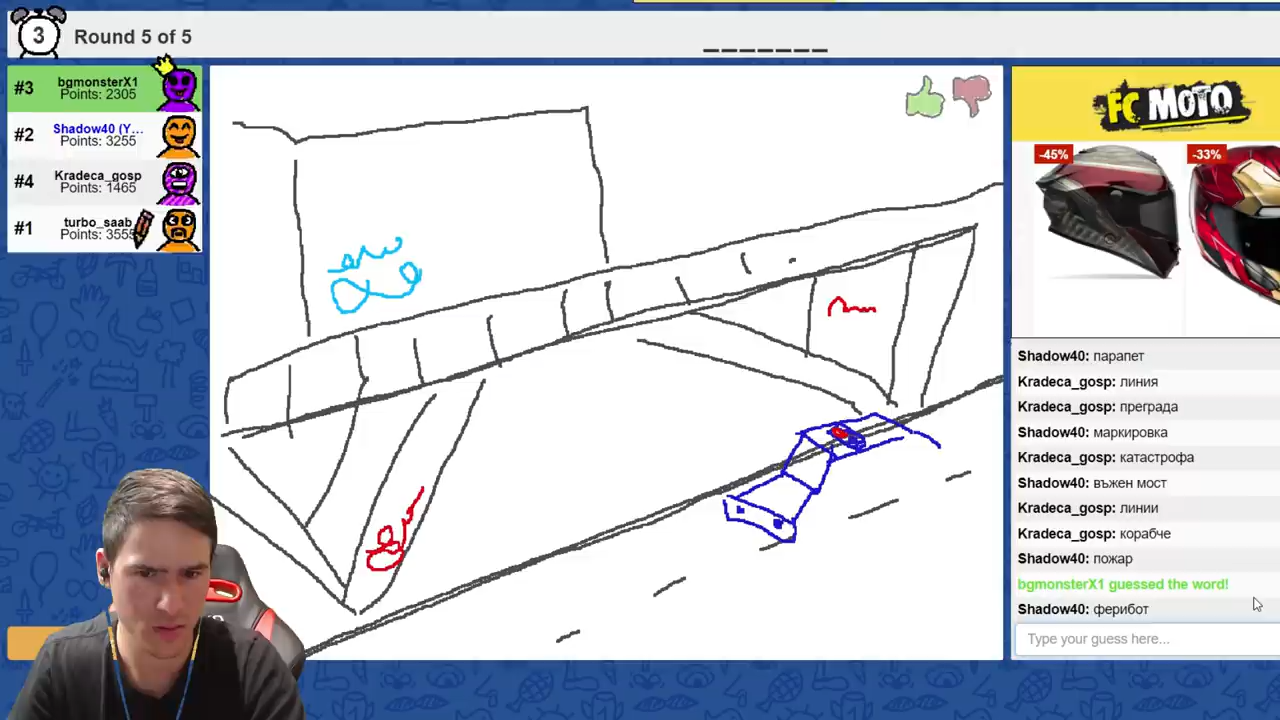 3
Round 5 of 5
_______
#3 bgmonsterX1
Points: 2305
#2 Shadow40 (Y...
Points: 3255
#4 Kradeca_gosp
Points: 1465
#1 turbo_saab
Points: 3555
FC MOTO
-45%
-33%
Shadow40: парапет
Kradeca_gosp: линия
Kradeca_gosp: преграда
Shadow40: маркировка
Kradeca_gosp: катастрофа
Shadow40: въжен мост
Kradeca_gosp: линии
Kradeca_gosp: корабче
Shadow40: пожар
bgmonsterX1 guessed the word!
Shadow40: ферибот
Type your guess here...